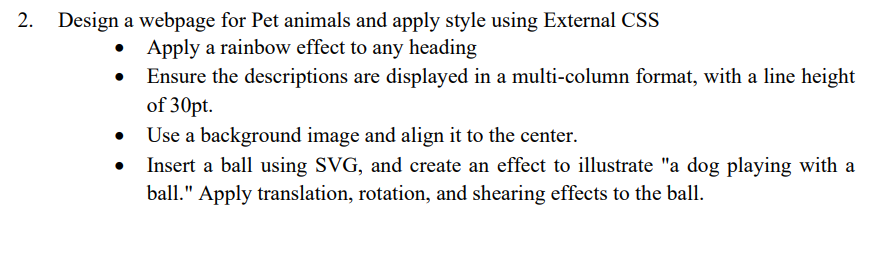 2. Design a webpage for Pet animals and apply style using External CSS
• Apply a rainbow effect to any heading
• Ensure the descriptions are displayed in a multi-column format, with a line height
of 30pt.
• Use a background image and align it to the center.
• Insert a ball using SVG, and create an effect to illustrate "a dog playing with a
ball." Apply translation, rotation, and shearing effects to the ball.